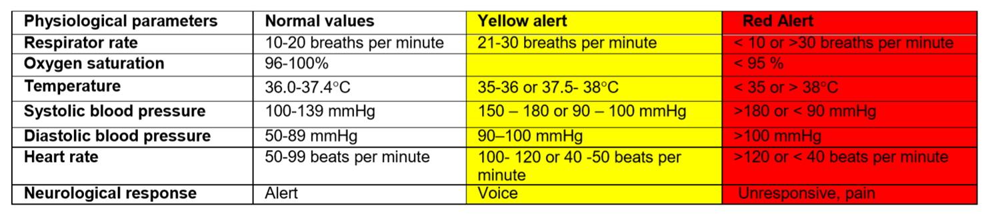 Physiological parameters Normal values Yellow alert Red Alert
Respirator rate 10-20 breaths per minute 21-30 breaths per minute < 10 or >30 breaths per minute
Oxygen saturation 96-100% < 95 %
Temperature 36.0-37.4°C 35-36 or 37.5- 38°C < 35 or > 38°C
Systolic blood pressure 100-139 mmHg 150 – 180 or 90 – 100 mmHg >180 or < 90 mmHg
Diastolic blood pressure 50-89 mmHg 90–100 mmHg >100 mmHg
Heart rate 50-99 beats per minute 100- 120 or 40 -50 beats per >120 or < 40 beats per minute
minute
Neurological response Alert Voice Unresponsive, pain